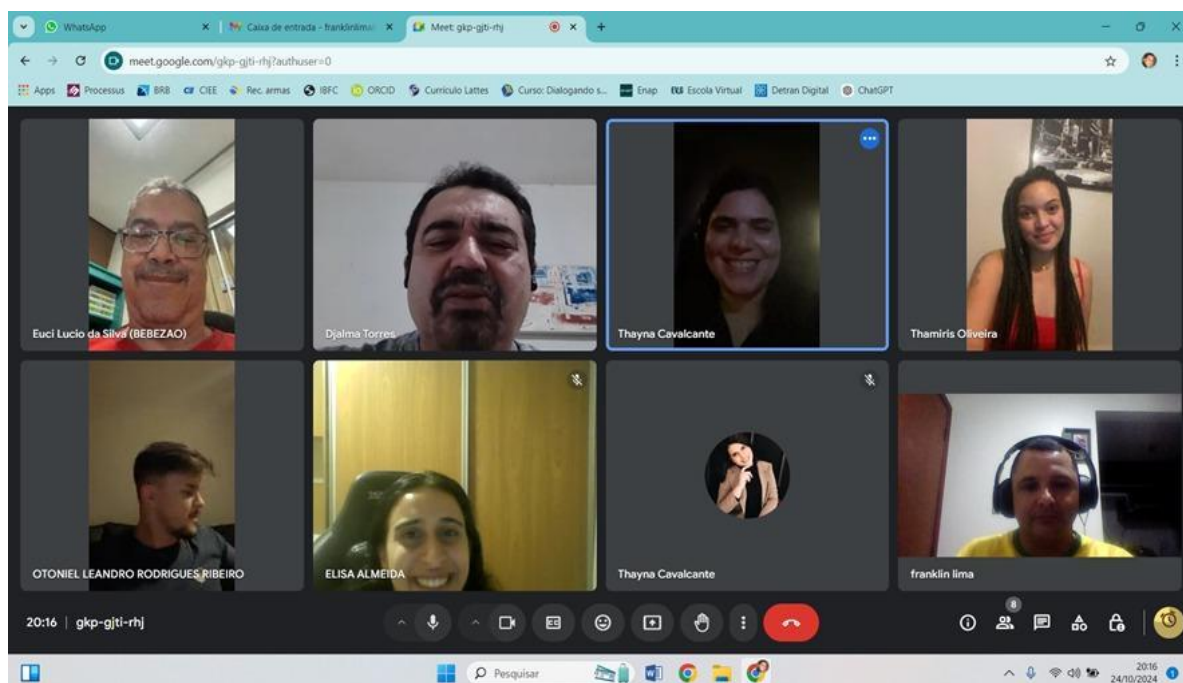 WhatsApp
Caixa de entrada - franklinlima
Meet: gkp-gjti-rhj
meet.google.com/gkp-gjti-rhj?authuser=0
Apps
Processus
BRB
CIEE
Rec. armas
IBFC
ORCID
Currículo Lattes
Curso: Dialogando s...
Enap
Escola Virtual
Detran Digital
ChatGPT
Euci Lucio da Silva (BEBEZAO)
Djalma Torres
Thayna Cavalcante
Thamiris Oliveira
OTONIEL LEANDRO RODRIGUES RIBEIRO
ELISA ALMEIDA
Thayna Cavalcante
franklin lima
20:16 | gkp-gjti-rhj
8
Pesquisar
20:16
24/10/2024
1